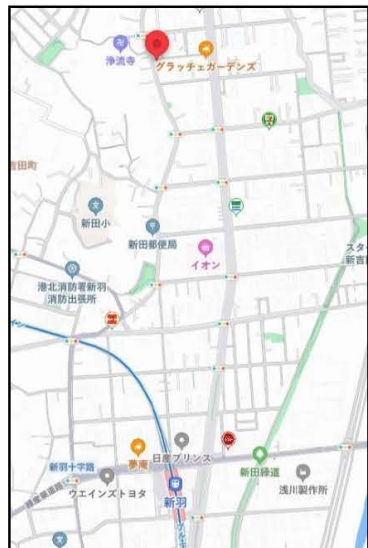 浄流寺
グラッチェガーデンズ
吉田町
新田小
新田郵便局
イオン
スター
新吉
港北消防署新羽
消防出張所
夢庵
日産プリンス
新羽十字路
ウエインズトヨタ
新田緑道
浅川製作所
新羽